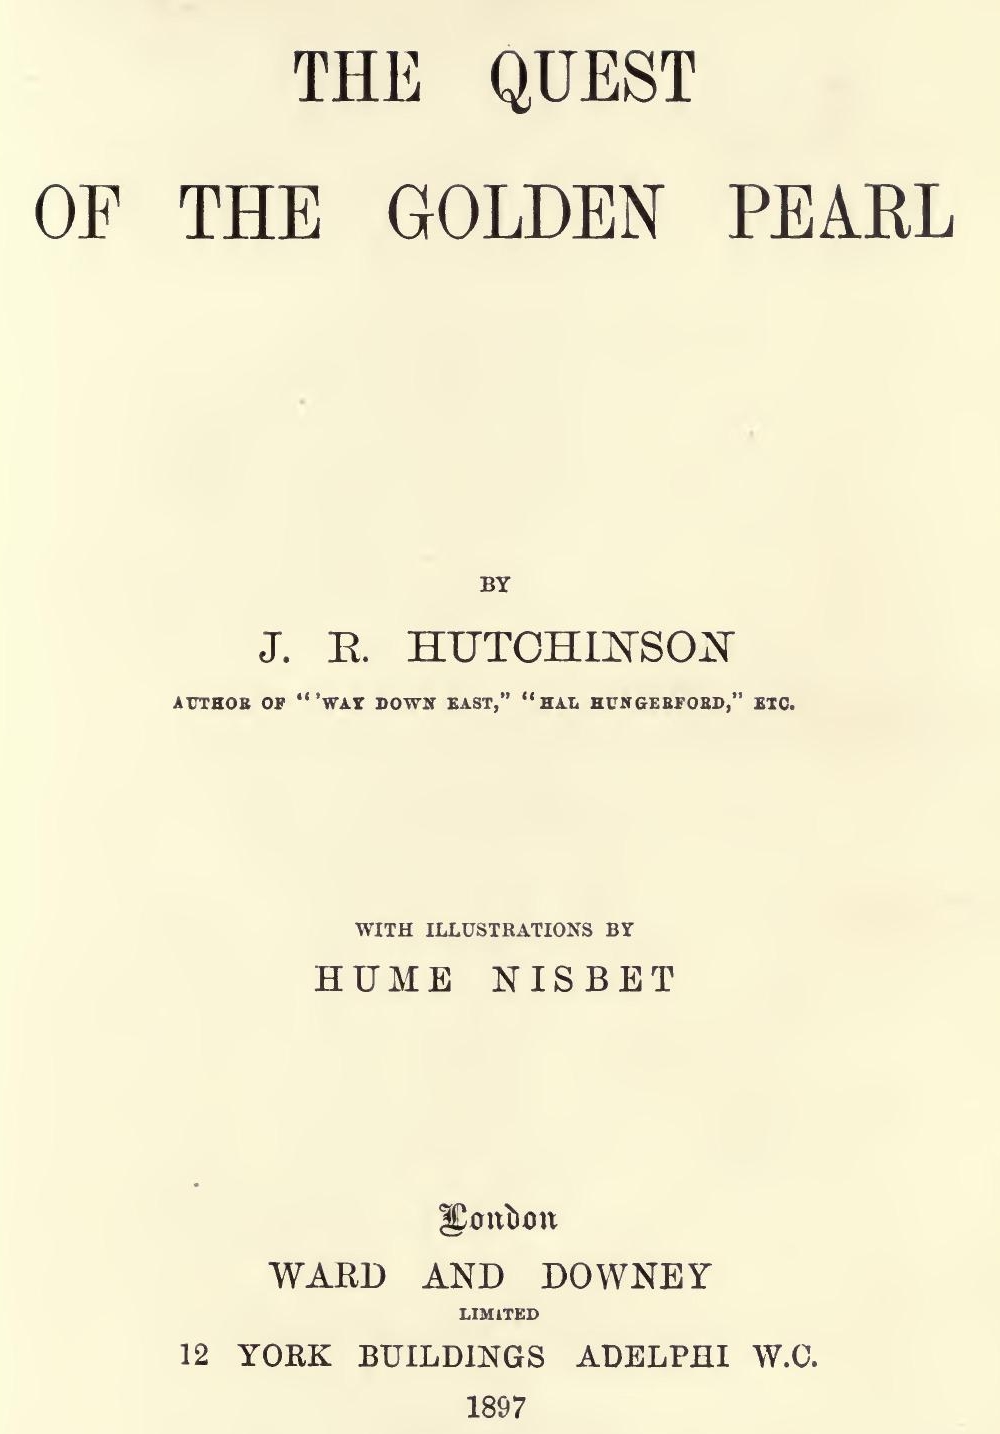 THE QUEST
OF THE GOLDEN PEARL
BY
J. R. HUTCHINSON
AUTHOR OF "'WAY DOWN EAST," "HAL HUNGERFORD," ETC.
WITH ILLUSTRATIONS BY
HUME NISBET
London
WARD AND DOWNEY
LIMITED
12 YORK BUILDINGS ADELPHI W.C.
1897